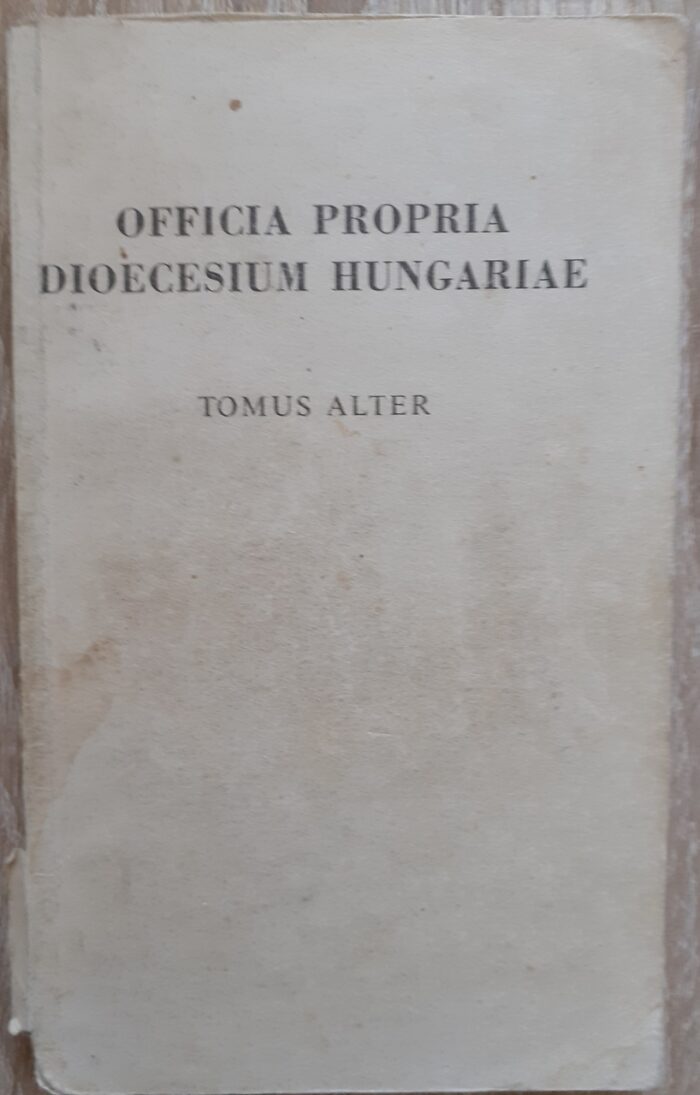 OFFICIA PROPRIA
DIOECESIUM HUNGARIAE
TOMUS ALTER